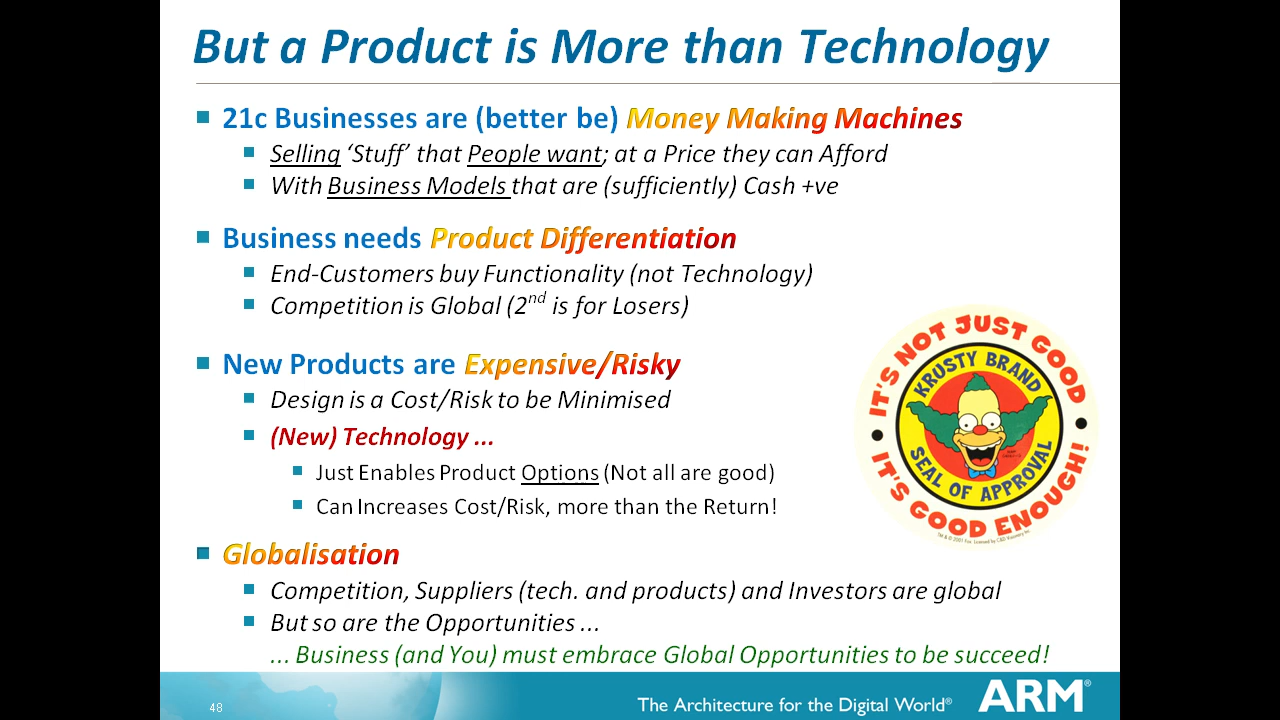 But a Product is More than Technology
21c Businesses are (better be) Money Making Machines
Selling ‘Stuff’ that People want; at a Price they can Afford
With Business Models that are (sufficiently) Cash +ve
Business needs Product Differentiation
End-Customers buy Functionality (not Technology)
Competition is Global (2nd is for Losers)
New Products are Expensive/Risky
Design is a Cost/Risk to be Minimised
(New) Technology ...
Just Enables Product Options (Not all are good)
Can Increases Cost/Risk, more than the Return!
IT'S NOT JUST GOOD
KRUSTY BRAND
SEAL OF APPROVAL
IT'S GOOD ENOUGH!
Globalisation
Competition, Suppliers (tech. and products) and Investors are global
But so are the Opportunities ...
... Business (and You) must embrace Global Opportunities to be succeed!
48
The Architecture for the Digital World®
ARM®